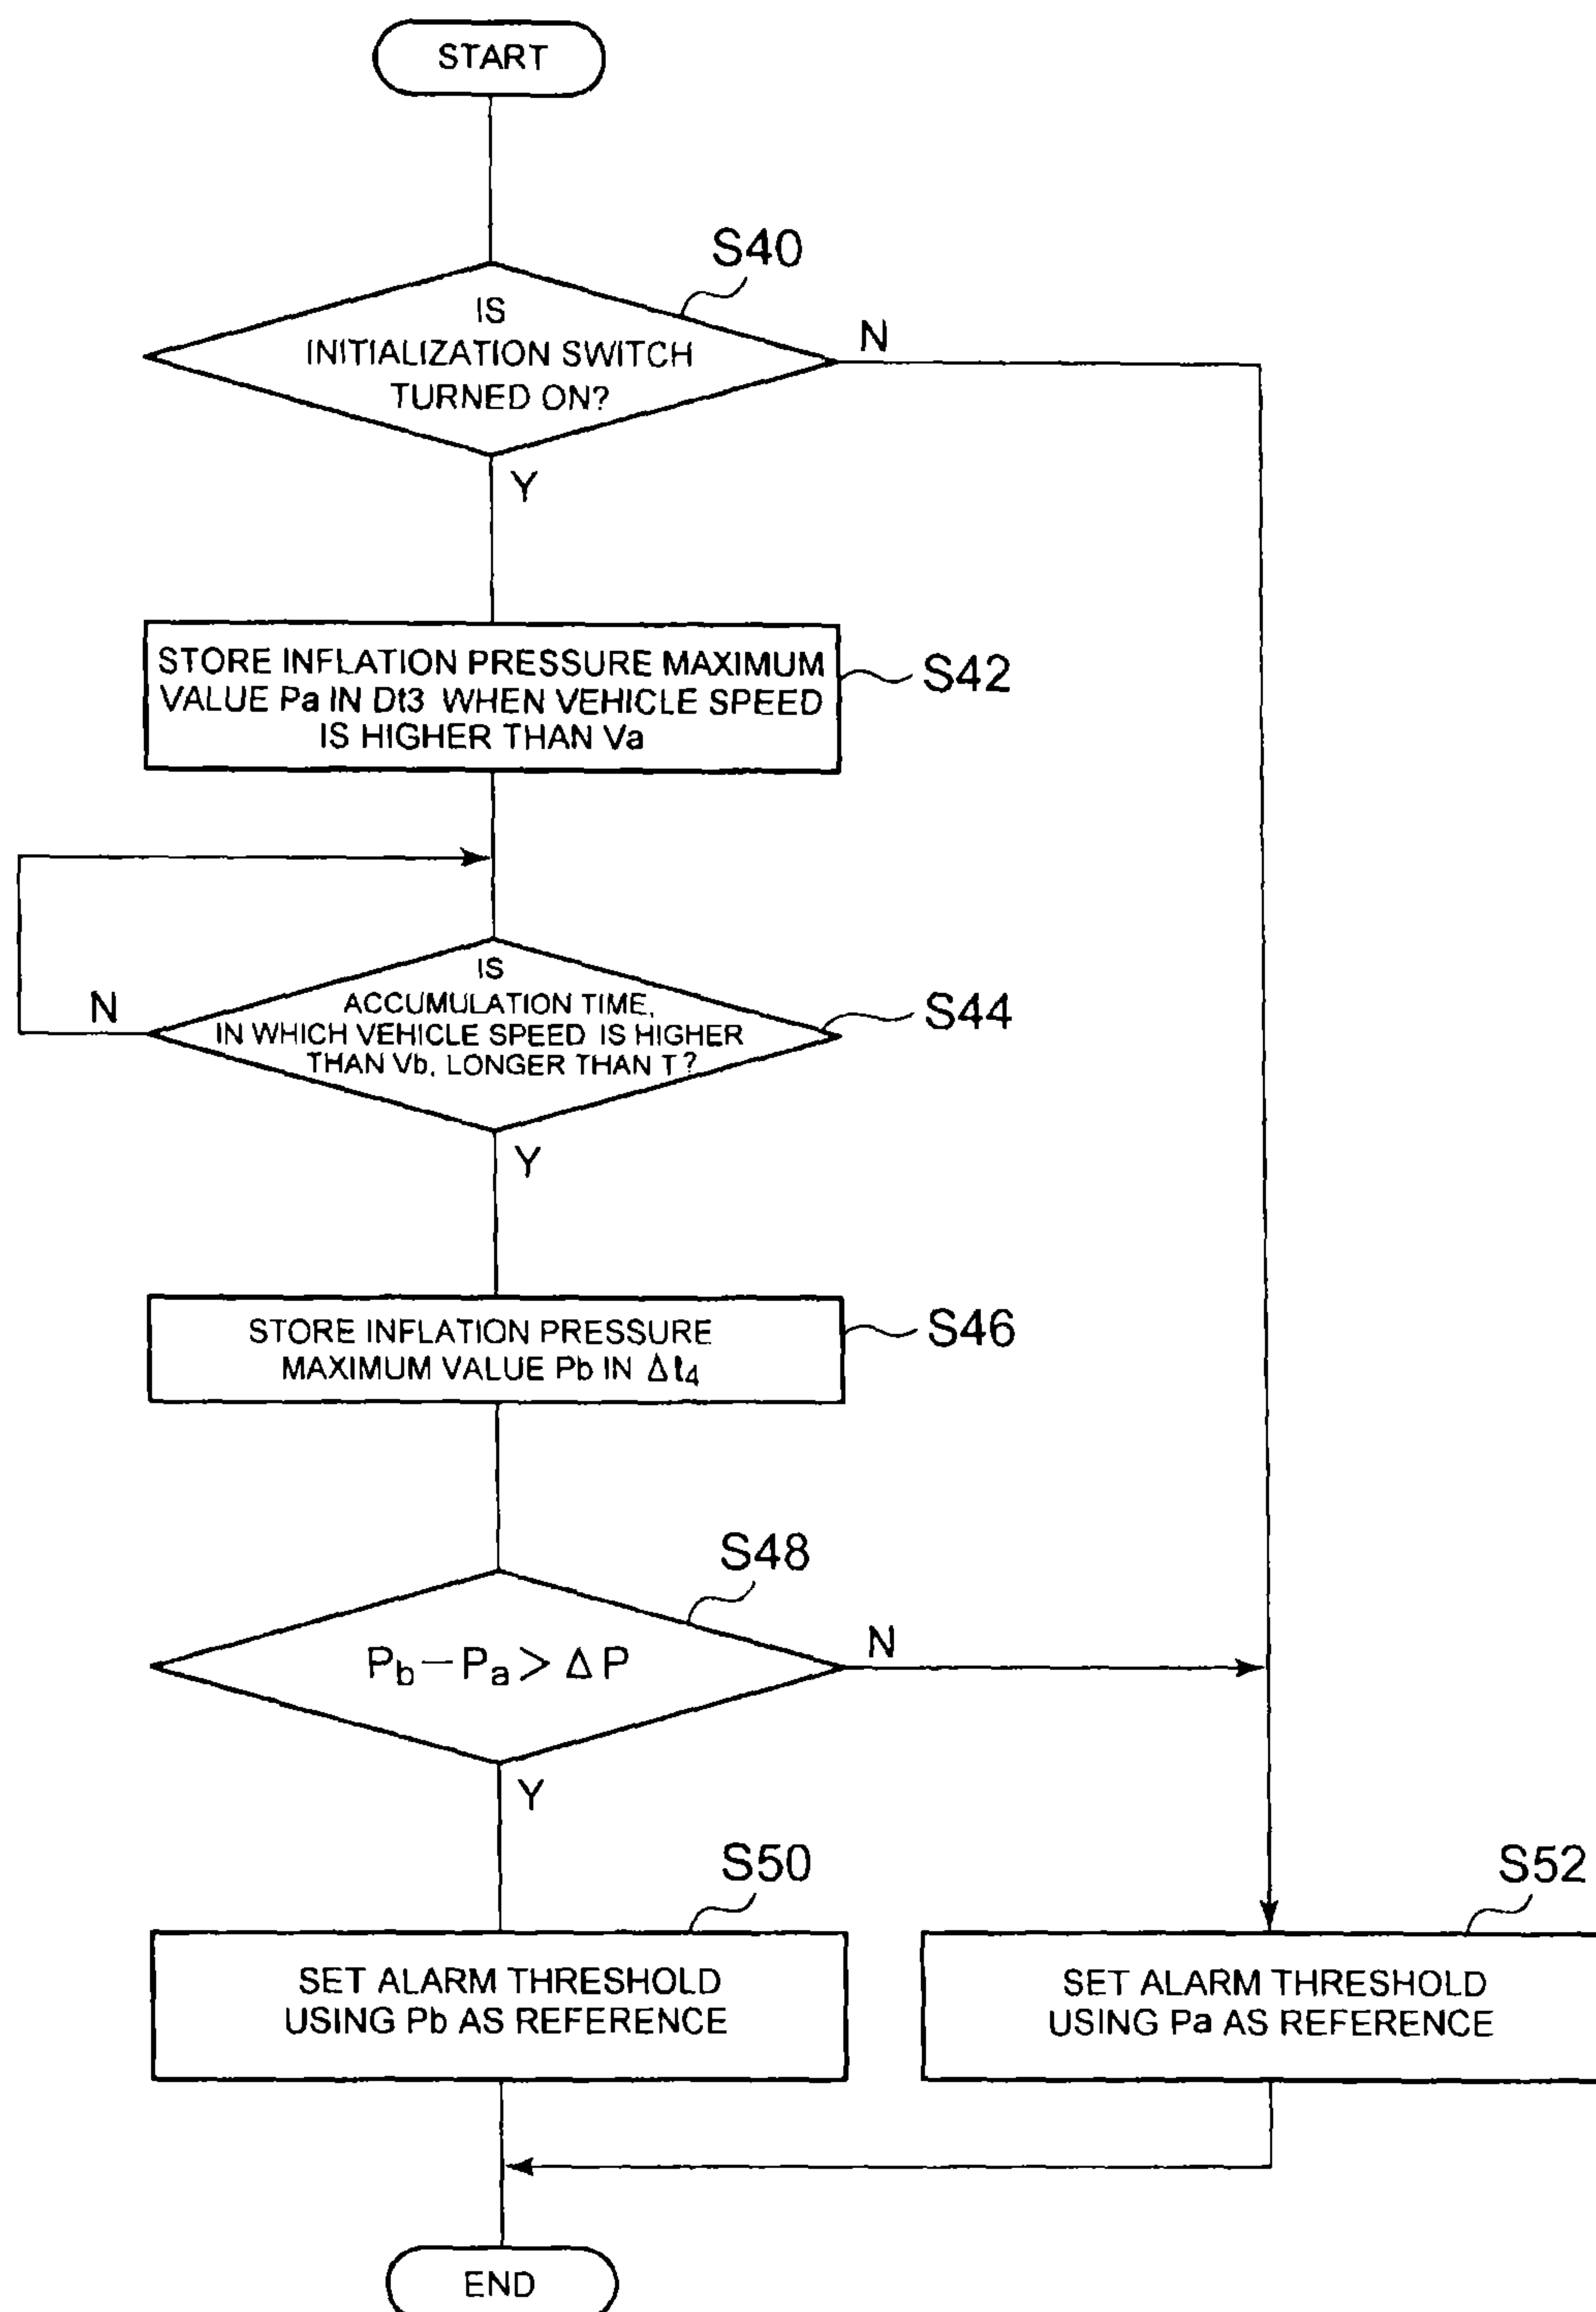 START
S40
IS
INITIALIZATION SWITCH
TURNED ON?
N
Y
STORE INFLATION PRESSURE MAXIMUM
VALUE Pa IN Dt3 WHEN VEHICLE SPEED
IS HIGHER THAN Va
S42
IS
ACCUMULATION TIME,
IN WHICH VEHICLE SPEED IS HIGHER
THAN Vb, LONGER THAN T?
N
S44
Y
STORE INFLATION PRESSURE
MAXIMUM VALUE Pb IN Δt4
S46
S48
Pb−Pa > ΔP
N
Y
S50
SET ALARM THRESHOLD
USING Pb AS REFERENCE
S52
SET ALARM THRESHOLD
USING Pa AS REFERENCE
END